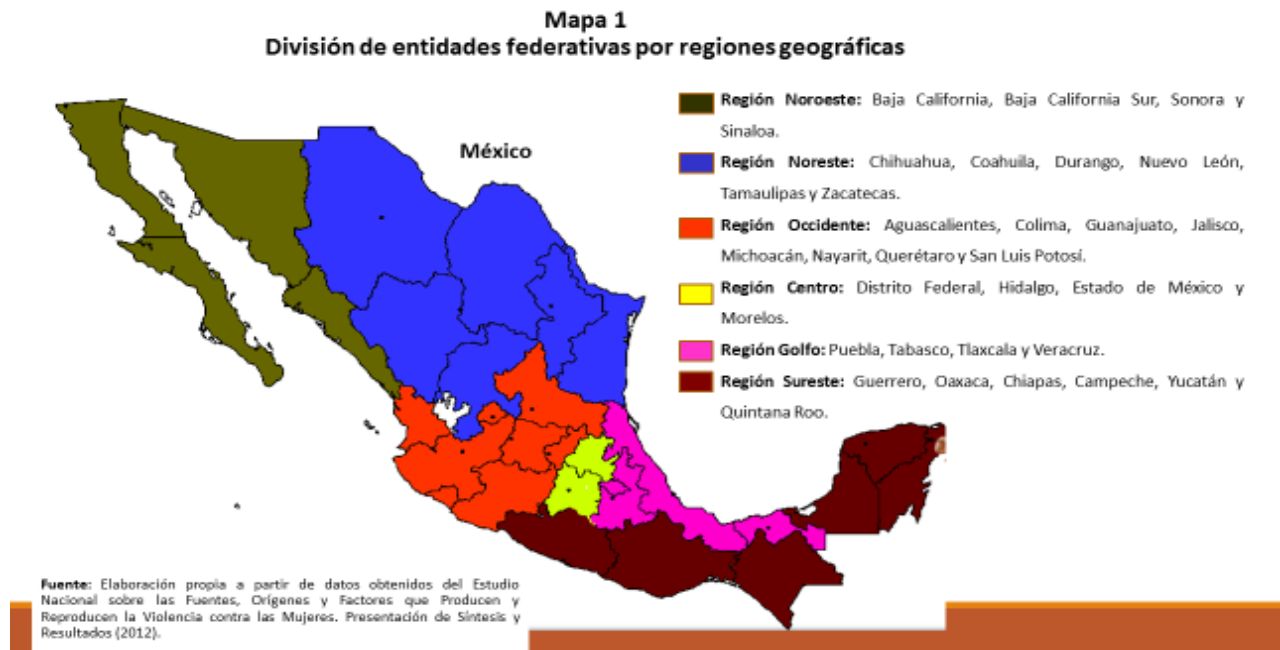 Mapa 1
División de entidades federativas por regiones geográficas
México
Región Noroeste: Baja California, Baja California Sur, Sonora y
Sinaloa.
Región Noreste: Chihuahua, Coahuila, Durango, Nuevo León,
Tamaulipas y Zacatecas.
Región Occidente: Aguascalientes, Colima, Guanajuato, Jalisco,
Michoacán, Nayarit, Querétaro y San Luis Potosí.
Región Centro: Distrito Federal, Hidalgo, Estado de México y
Morelos.
Región Golfo: Puebla, Tabasco, Tlaxcala y Veracruz.
Región Sureste: Guerrero, Oaxaca, Chiapas, Campeche, Yucatán y
Quintana Roo.
Fuente: Elaboración propia a partir de datos obtenidos del Estudio
Nacional sobre las Fuentes, Orígenes y Factores que Producen y
Reproducen la Violencia contra las Mujeres. Presentación de Síntesis y
Resultados (2012).